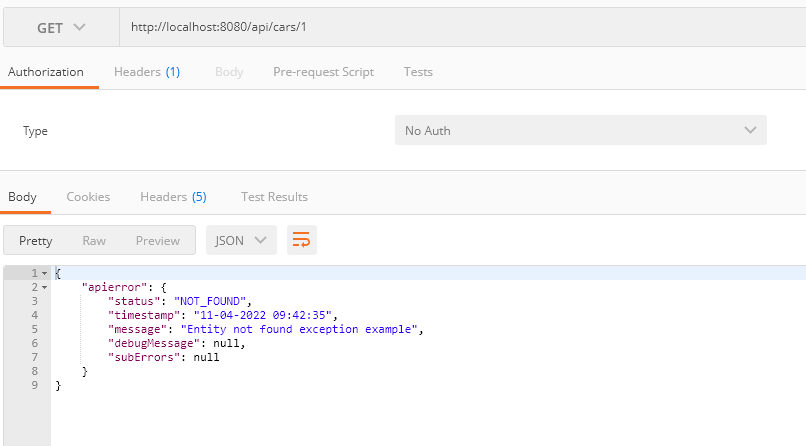 GET http://localhost:8080/api/cars/1
Authorization Headers (1) Body Pre-request Script Tests
Type No Auth
Body Cookies Headers (5) Test Results
Pretty Raw Preview JSON
1 {
2 "apierror": {
3 "status": "NOT_FOUND",
4 "timestamp": "11-04-2022 09:42:35",
5 "message": "Entity not found exception example",
6 "debugMessage": null,
7 "subErrors": null
8 }
9 }